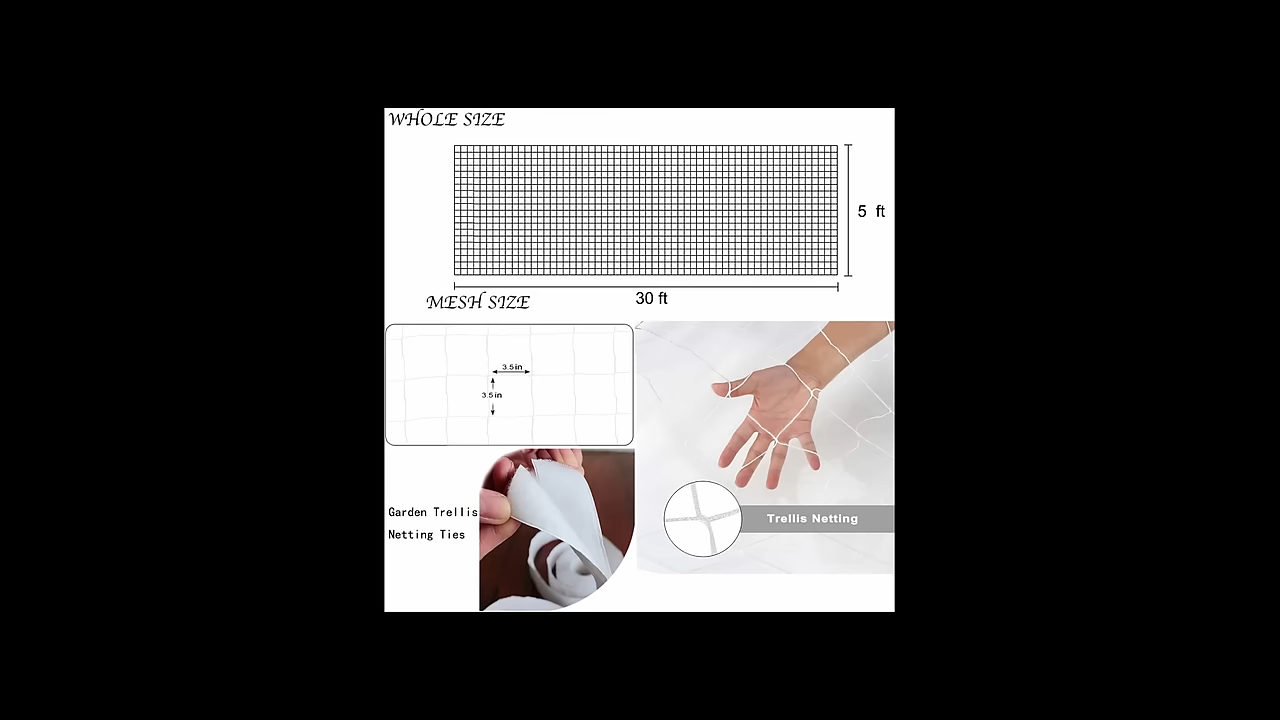 WHOLE SIZE
5 ft
30 ft
MESH SIZE
3.5in
3.5in
Garden Trellis
Netting Ties
Trellis Netting